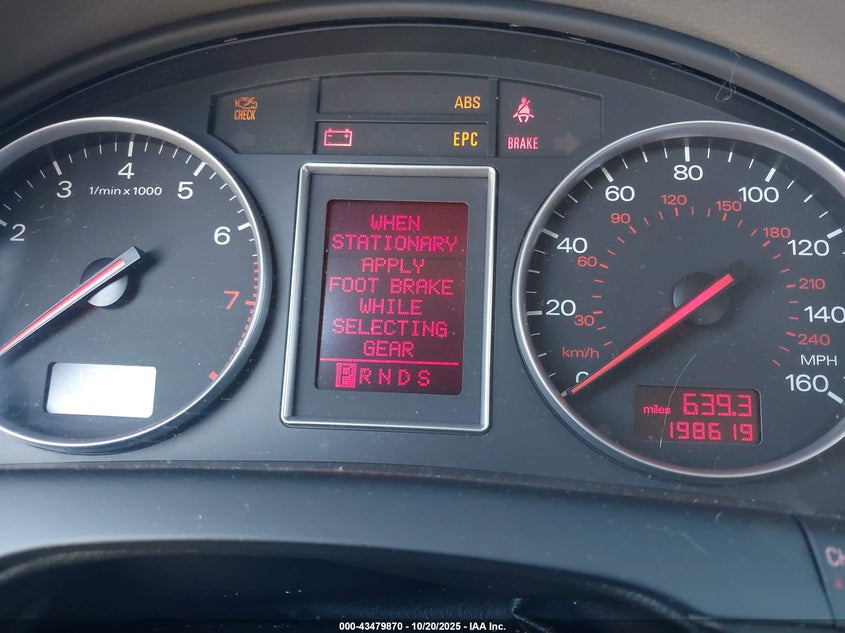 ABS
CHECK
EPC
BRAKE
2
3
4
5
6
7
1/min x 1000
WHEN
STATIONARY
APPLY
FOOT BRAKE
WHILE
SELECTING
GEAR
P R N D S
0
20
40
60
80
100
120
140
160
MPH
30
60
90
120
150
180
210
240
km/h
miles 639.3
198619
CH
000-43479870 - 10/20/2025 - IAA Inc.